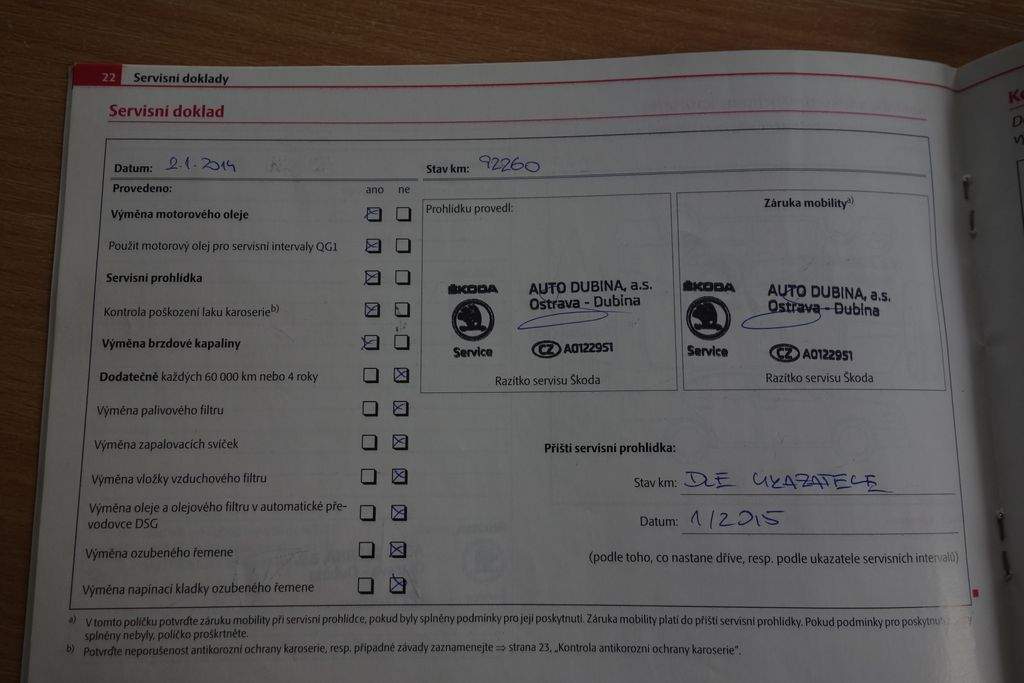 22 Servisní doklady
Servisní doklad
Datum: 2.1.2014
Stav km: 92260
Provedeno: ano ne
Výměna motorového oleje
Použit motorový olej pro servisní intervaly QG1
Servisní prohlídka
Kontrola poškození laku karoserie b)
Výměna brzdové kapaliny
Dodatečně každých 60 000 km nebo 4 roky
Výměna palivového filtru
Výměna zapalovacích svíček
Výměna vložky vzduchového filtru
Výměna oleje a olejového filtru v automatické pře-
vodovce DSG
Výměna ozubeného řemene
Výměna napínací kladky ozubeného řemene
Prohlídku provedl:
ŠKODA
Service
AUTO DUBINA, a.s.
Ostrava - Dubina
CZ A0122951
Razítko servisu Škoda
Záruka mobility a)
ŠKODA
Service
AUTO DUBINA, a.s.
Ostrava - Dubina
CZ A0122951
Razítko servisu Škoda
Příští servisní prohlídka:
Stav km: DLE UKAZATELE
Datum: 1/2015
(podle toho, co nastane dříve, resp. podle ukazatele servisních intervalů)
a) V tomto políčku potvrďte záruku mobility při servisní prohlídce, pokud byly splněny podmínky pro její poskytnutí. Záruka mobility platí do příští servisní prohlídky. Pokud podmínky pro
splněny nebyly, políčko proškrtněte.
b) Potvrďte neporušenost antikorozní ochrany karoserie, resp. případné závady zaznamenejte ⇒ strana 23, „Kontrola antikorozní ochrany karoserie“.